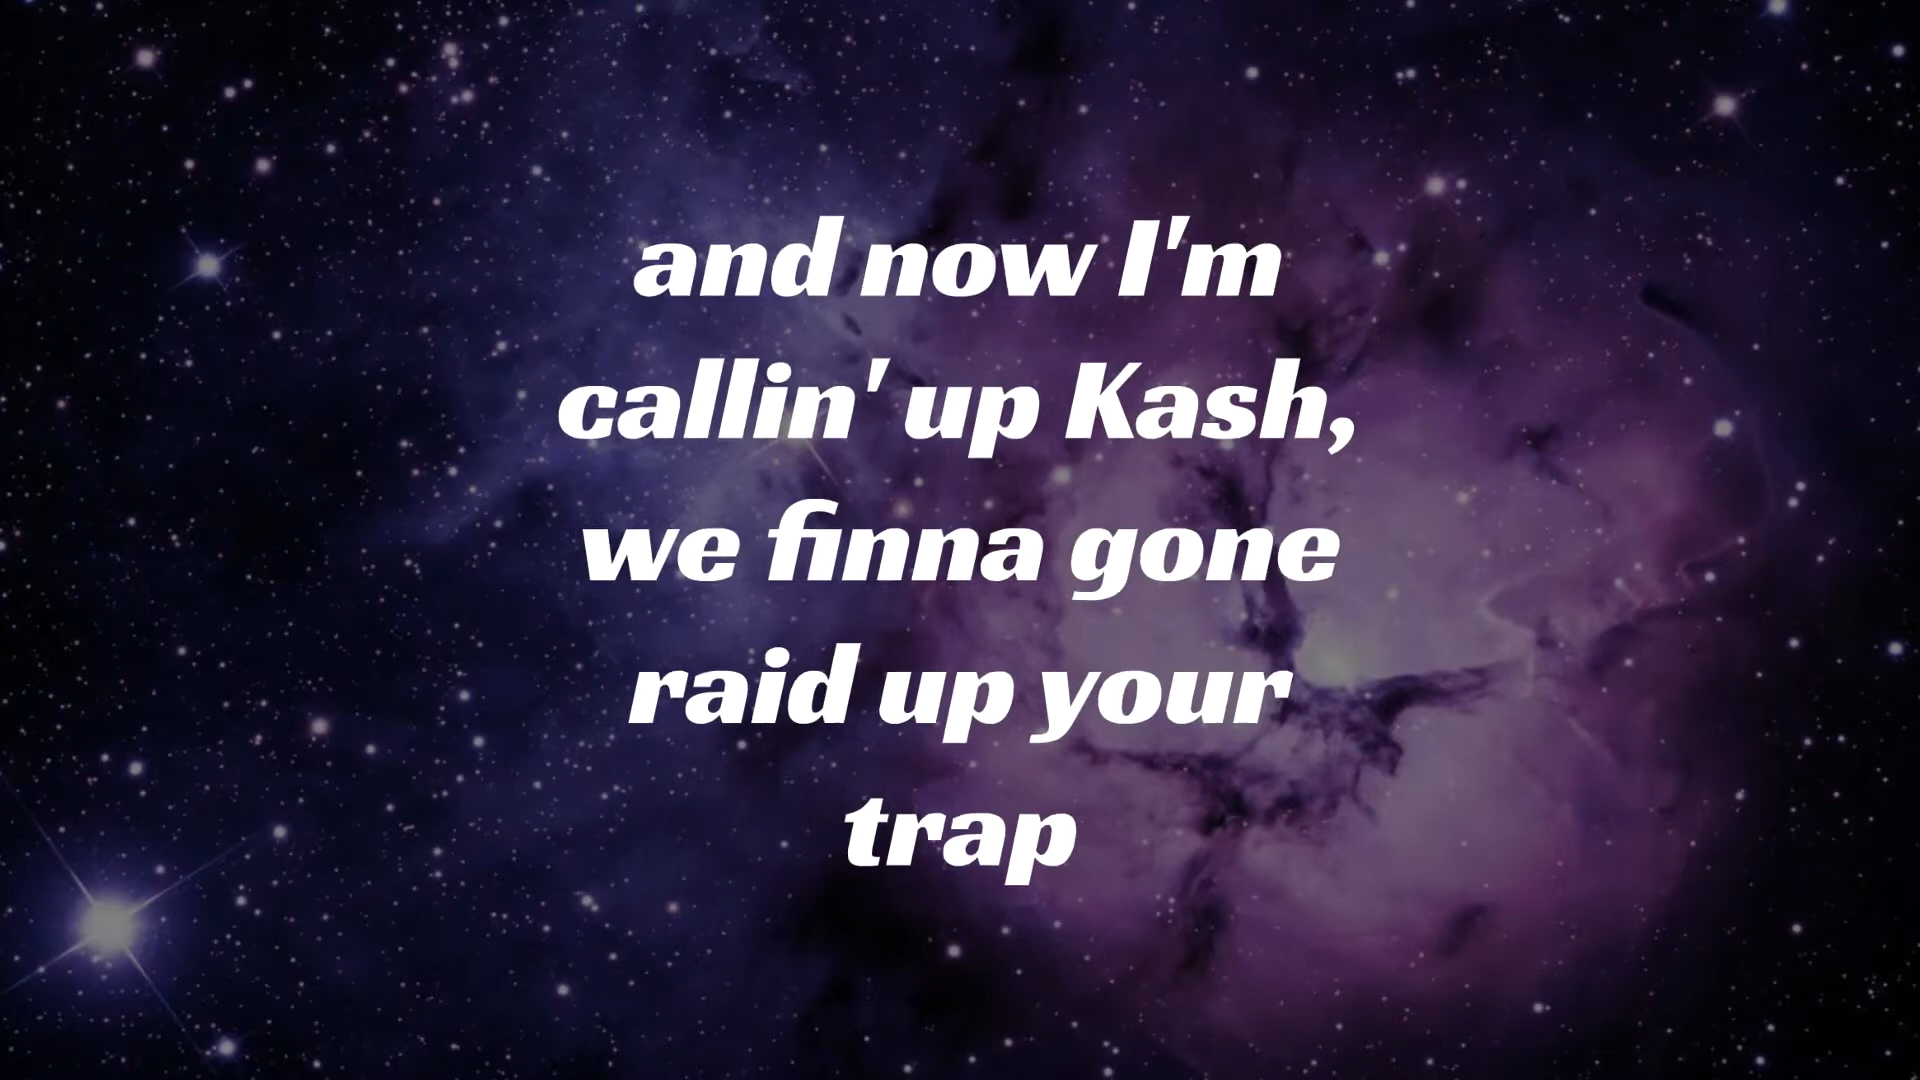 and now I'm
callin' up Kash,
we finna gone
raid up your
trap